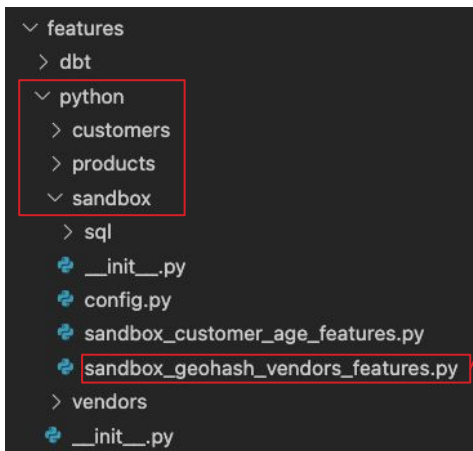 features
dbt
python
customers
products
sandbox
sql
__init__.py
config.py
sandbox_customer_age_features.py
sandbox_geohash_vendors_features.py
vendors
__init__.py